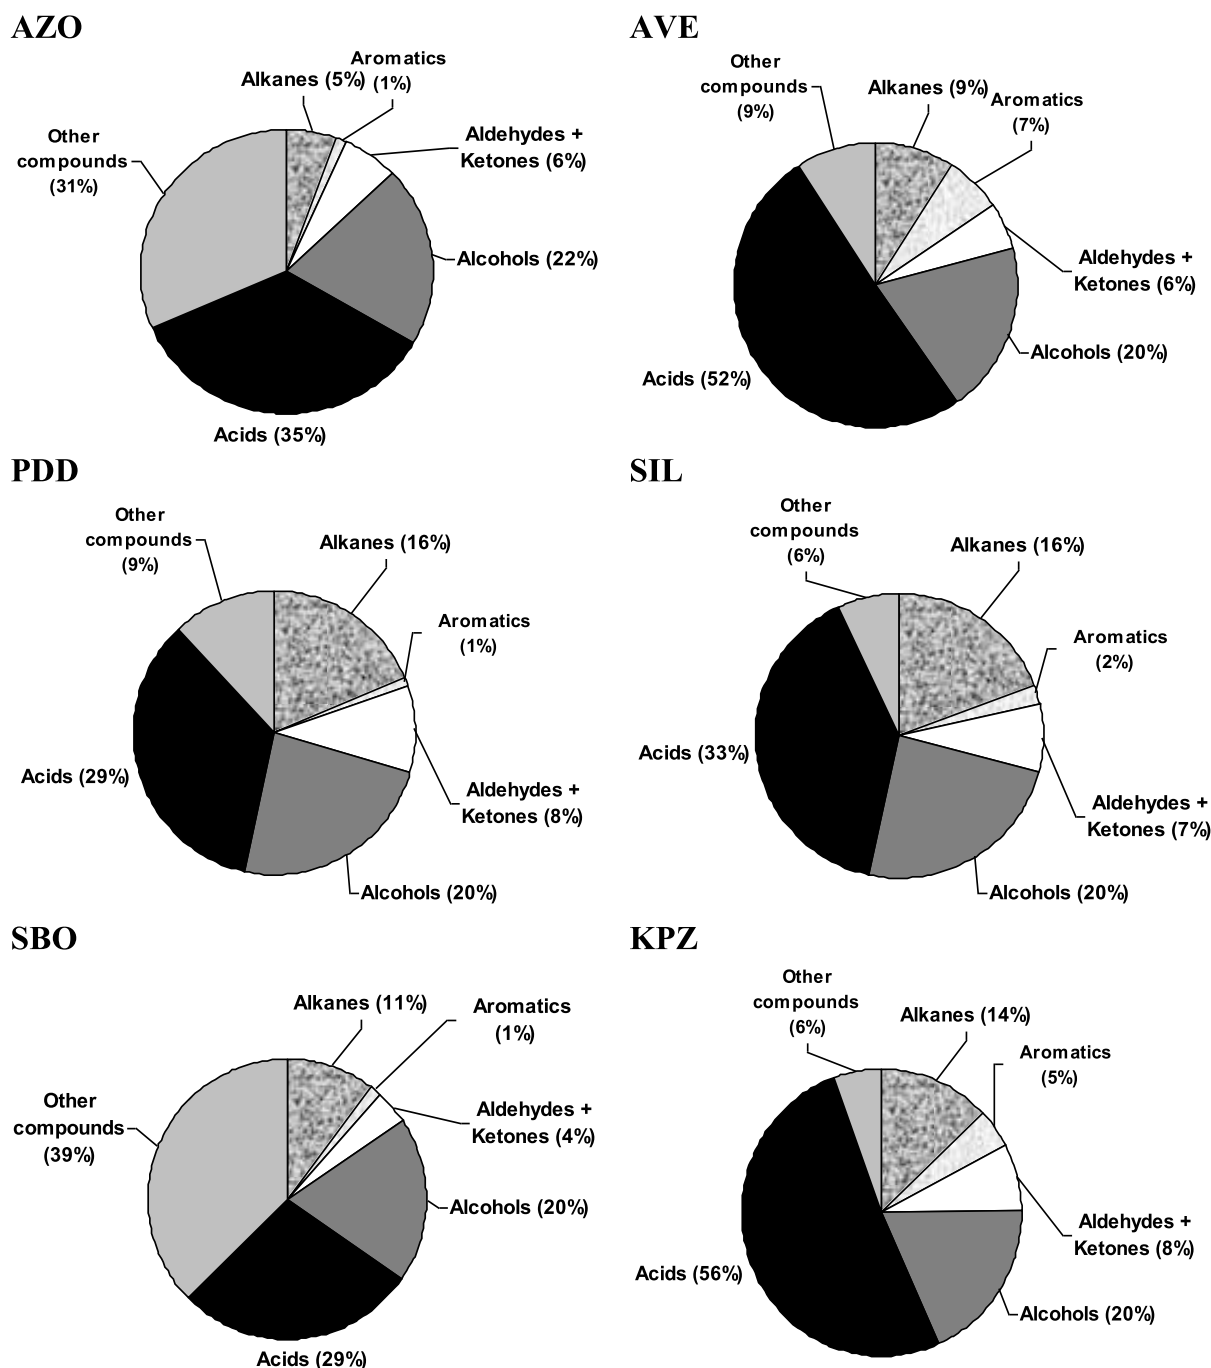 AZO
Alkanes (5%)
Aromatics
(1%)
Aldehydes +
Ketones (6%)
Other
compounds
(31%)
Alcohols (22%)
Acids (35%)
AVE
Other
compounds
(9%)
Alkanes (9%)
Aromatics
(7%)
Aldehydes +
Ketones (6%)
Alcohols (20%)
Acids (52%)
PDD
Other
compounds
(9%)
Alkanes (16%)
Aromatics
(1%)
Acids (29%)
Aldehydes +
Ketones (8%)
Alcohols (20%)
SIL
Other
compounds
(6%)
Alkanes (16%)
Aromatics
(2%)
Acids (33%)
Aldehydes +
Ketones (7%)
Alcohols (20%)
SBO
Alkanes (11%)
Aromatics
(1%)
Other
compounds
(39%)
Aldehydes +
Ketones (4%)
Alcohols (20%)
Acids (29%)
KPZ
Other
compounds
(6%)
Alkanes (14%)
Aromatics
(5%)
Aldehydes +
Ketones (8%)
Acids (56%)
Alcohols (20%)